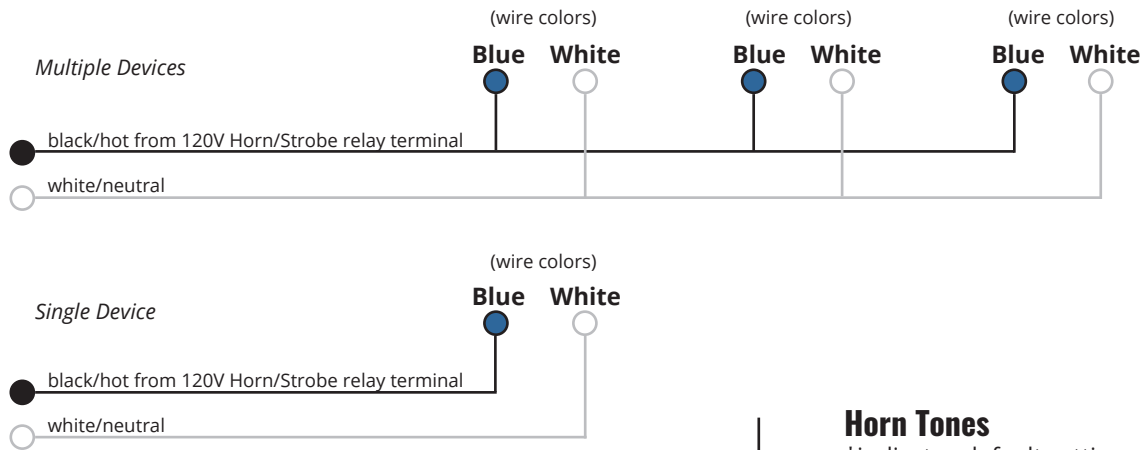 (wire colors) (wire colors) (wire colors)
Blue White Blue White Blue White
Multiple Devices
black/hot from 120V Horn/Strobe relay terminal
white/neutral
(wire colors)
Blue White
Single Device
black/hot from 120V Horn/Strobe relay terminal
white/neutral
Horn Tones